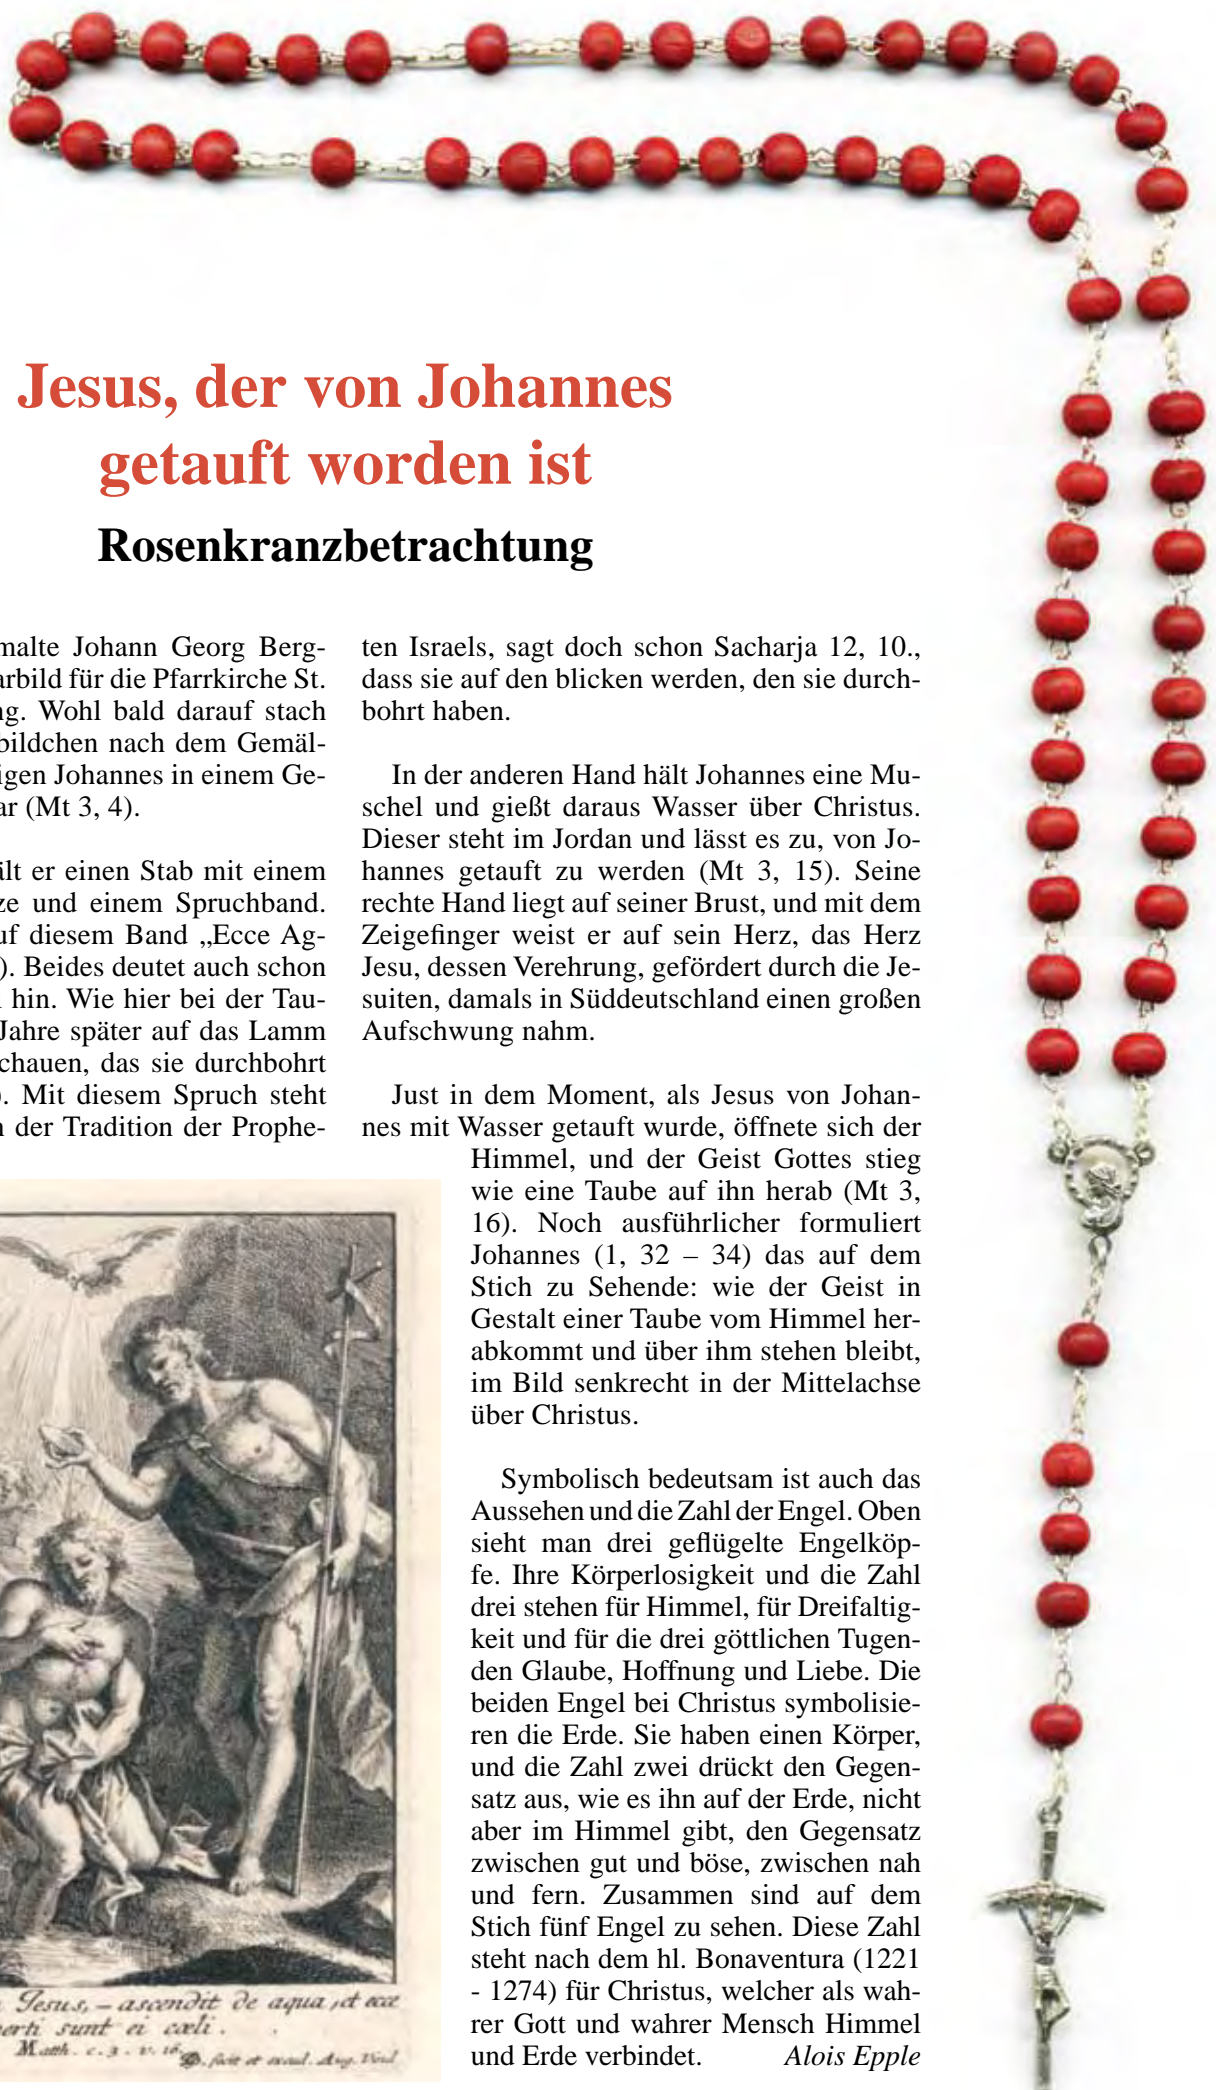 Jesus, der von Johannes
getauft worden ist
Rosenkranzbetrachtung
malte Johann Georg Berg-
arbild für die Pfarrkirche St.
ng. Wohl bald darauf stach
bildchen nach dem Gemäl-
igen Johannes in einem Ge-
ar (Mt 3, 4).
ält er einen Stab mit einem
ze und einem Spruchband.
uf diesem Band „Ecce Ag-
). Beides deutet auch schon
l hin. Wie hier bei der Tau-
Jahre später auf das Lamm
chauen, das sie durchbohrt
). Mit diesem Spruch steht
n der Tradition der Prophe-
ten Israels, sagt doch schon Sacharja 12, 10.,
dass sie auf den blicken werden, den sie durch-
bohrt haben.
In der anderen Hand hält Johannes eine Mu-
schel und gießt daraus Wasser über Christus.
Dieser steht im Jordan und lässt es zu, von Jo-
hannes getauft zu werden (Mt 3, 15). Seine
rechte Hand liegt auf seiner Brust, und mit dem
Zeigefinger weist er auf sein Herz, das Herz
Jesu, dessen Verehrung, gefördert durch die Je-
suiten, damals in Süddeutschland einen großen
Aufschwung nahm.
Just in dem Moment, als Jesus von Johan-
nes mit Wasser getauft wurde, öffnete sich der
Himmel, und der Geist Gottes stieg
wie eine Taube auf ihn herab (Mt 3,
16). Noch ausführlicher formuliert
Johannes (1, 32 – 34) das auf dem
Stich zu Sehende: wie der Geist in
Gestalt einer Taube vom Himmel her-
abkommt und über ihm stehen bleibt,
im Bild senkrecht in der Mittelachse
über Christus.
Symbolisch bedeutsam ist auch das
Aussehen und die Zahl der Engel. Oben
sieht man drei geflügelte Engelköp-
fe. Ihre Körperlosigkeit und die Zahl
drei stehen für Himmel, für Dreifaltig-
keit und für die drei göttlichen Tugen-
den Glaube, Hoffnung und Liebe. Die
beiden Engel bei Christus symbolisie-
ren die Erde. Sie haben einen Körper,
und die Zahl zwei drückt den Gegen-
satz aus, wie es ihn auf der Erde, nicht
aber im Himmel gibt, den Gegensatz
zwischen gut und böse, zwischen nah
und fern. Zusammen sind auf dem
Stich fünf Engel zu sehen. Diese Zahl
steht nach dem hl. Bonaventura (1221
- 1274) für Christus, welcher als wah-
rer Gott und wahrer Mensch Himmel
und Erde verbindet. Alois Epple
Jesus, – ascendit de aqua, et ecce
erti sunt ei cœli.
Matth. c. 3. v. 16.
et excud. Aug. Vind.